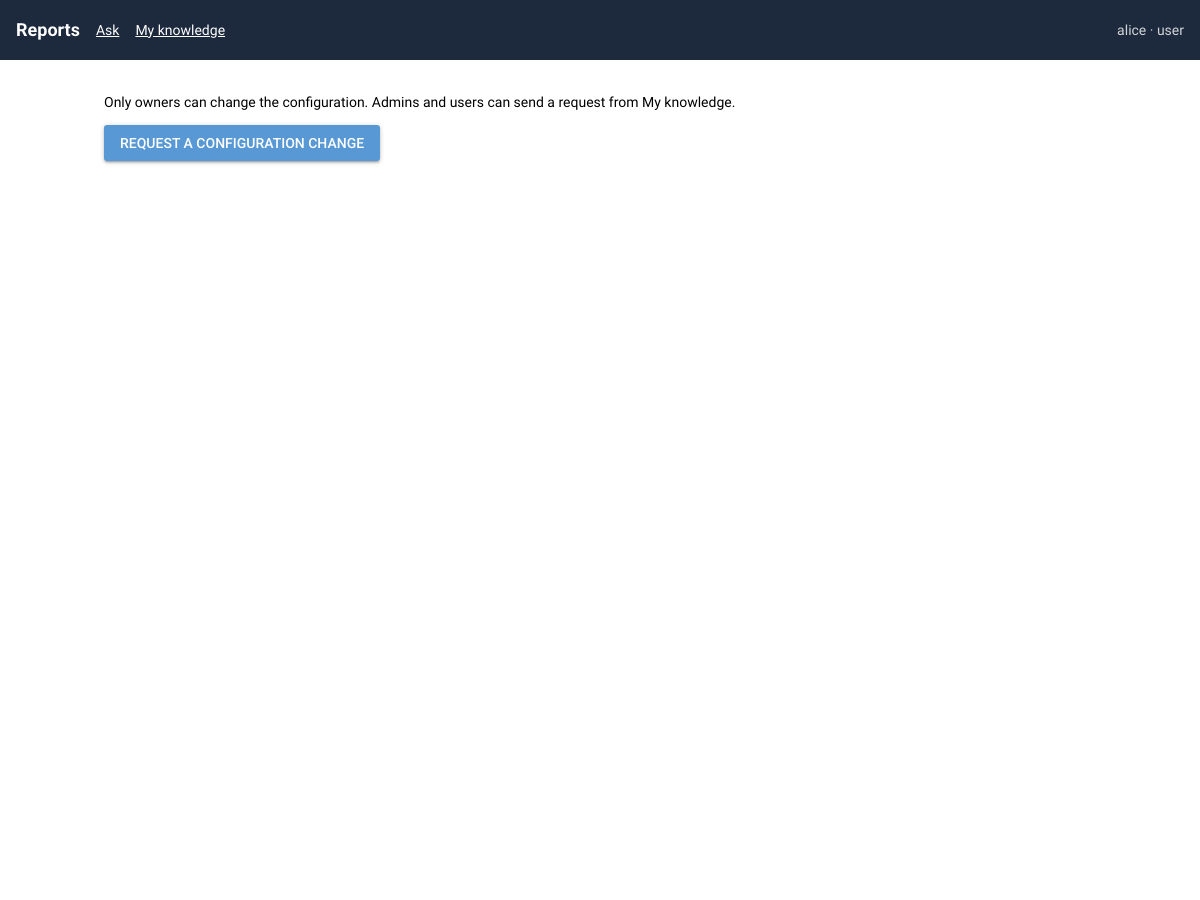 Reports Ask My knowledge alice · user
Only owners can change the configuration. Admins and users can send a request from My knowledge.
REQUEST A CONFIGURATION CHANGE